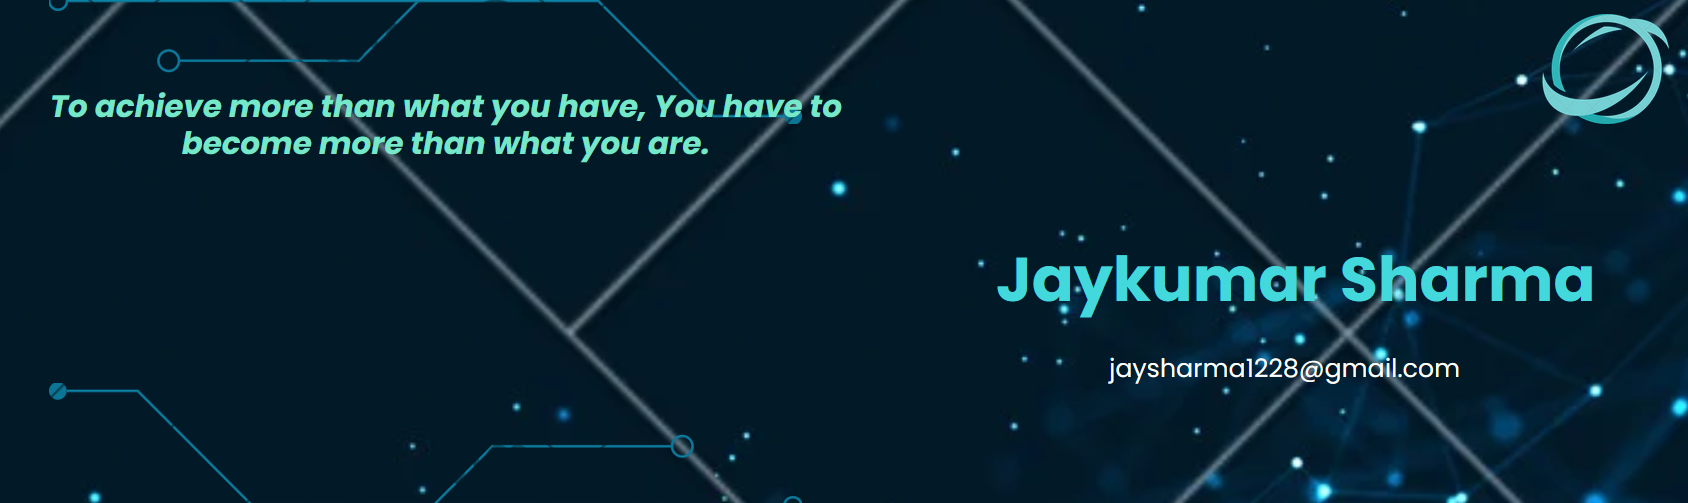 To achieve more than what you have, You have to
become more than what you are.
Jaykumar Sharma
jaysharma1228@gmail.com